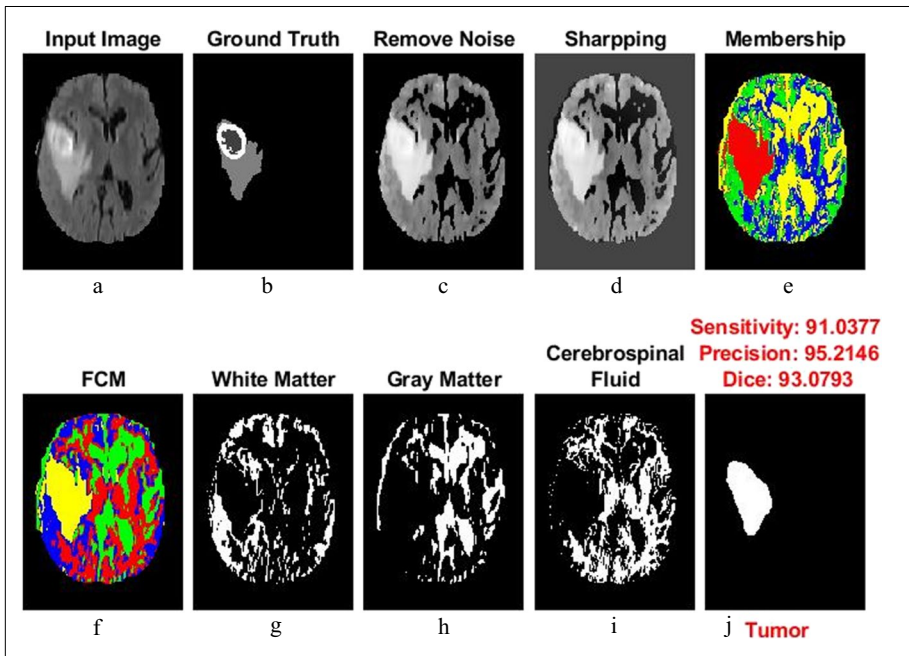 Input Image Ground Truth Remove Noise Sharpping Membership
a b c d e
Sensitivity: 91.0377
Precision: 95.2146
Dice: 93.0793
FCM White Matter Gray Matter Cerebrospinal Fluid
f g h i j
Tumor